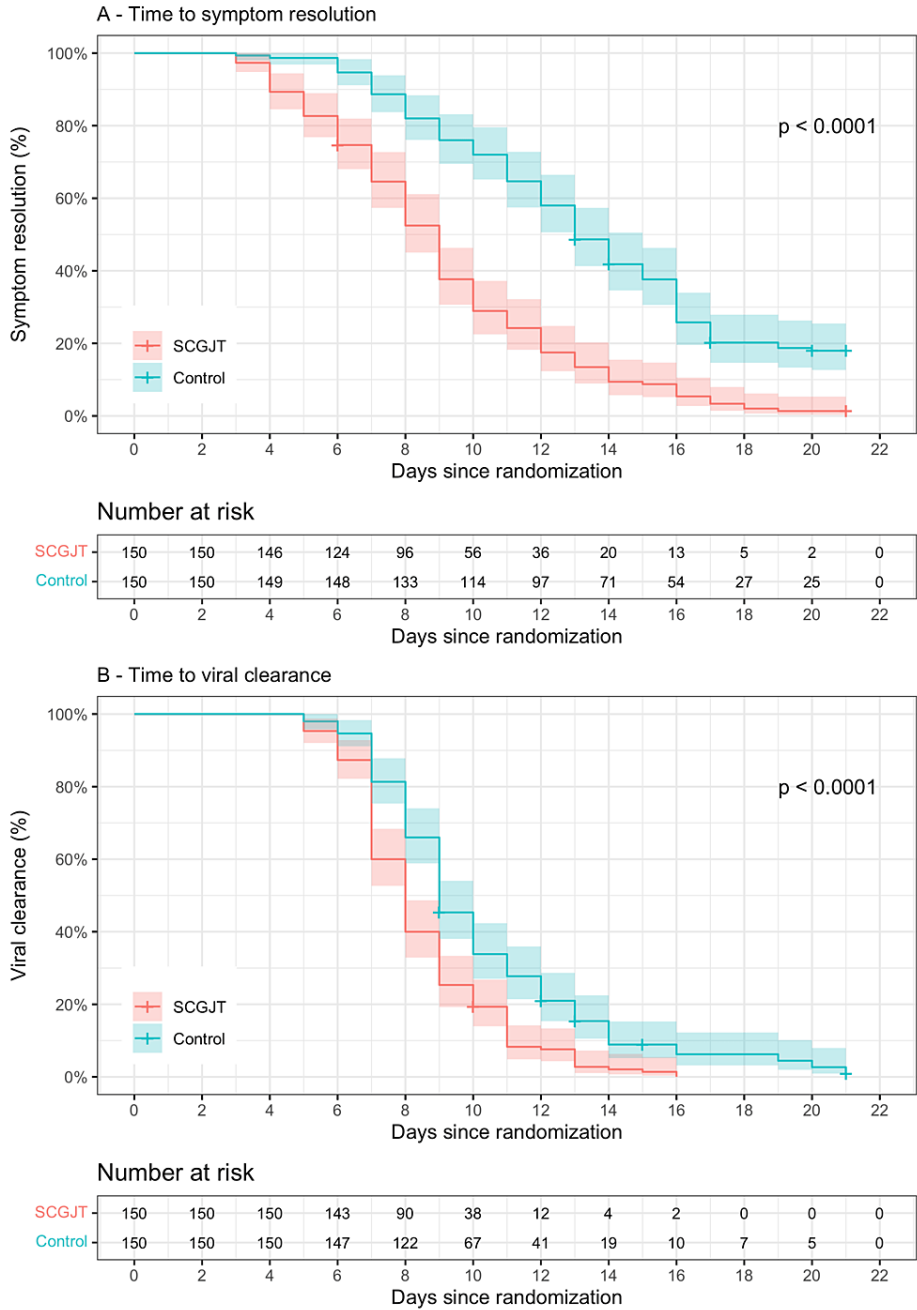 A - Time to symptom resolution
100%
80%
60%
40%
20%
0%
Symptom resolution (%)
p < 0.0001
SCGJT
Control
0 2 4 6 8 10 12 14 16 18 20 22
Days since randomization
Number at risk
SCGJT 150 150 146 124 96 56 36 20 13 5 2 0
Control 150 150 149 148 133 114 97 71 54 27 25 0
0 2 4 6 8 10 12 14 16 18 20 22
Days since randomization
B - Time to viral clearance
100%
80%
60%
40%
20%
0%
Viral clearance (%)
p < 0.0001
SCGJT
Control
0 2 4 6 8 10 12 14 16 18 20 22
Days since randomization
Number at risk
SCGJT 150 150 150 143 90 38 12 4 2 0 0 0
Control 150 150 150 147 122 67 41 19 10 7 5 0
0 2 4 6 8 10 12 14 16 18 20 22
Days since randomization